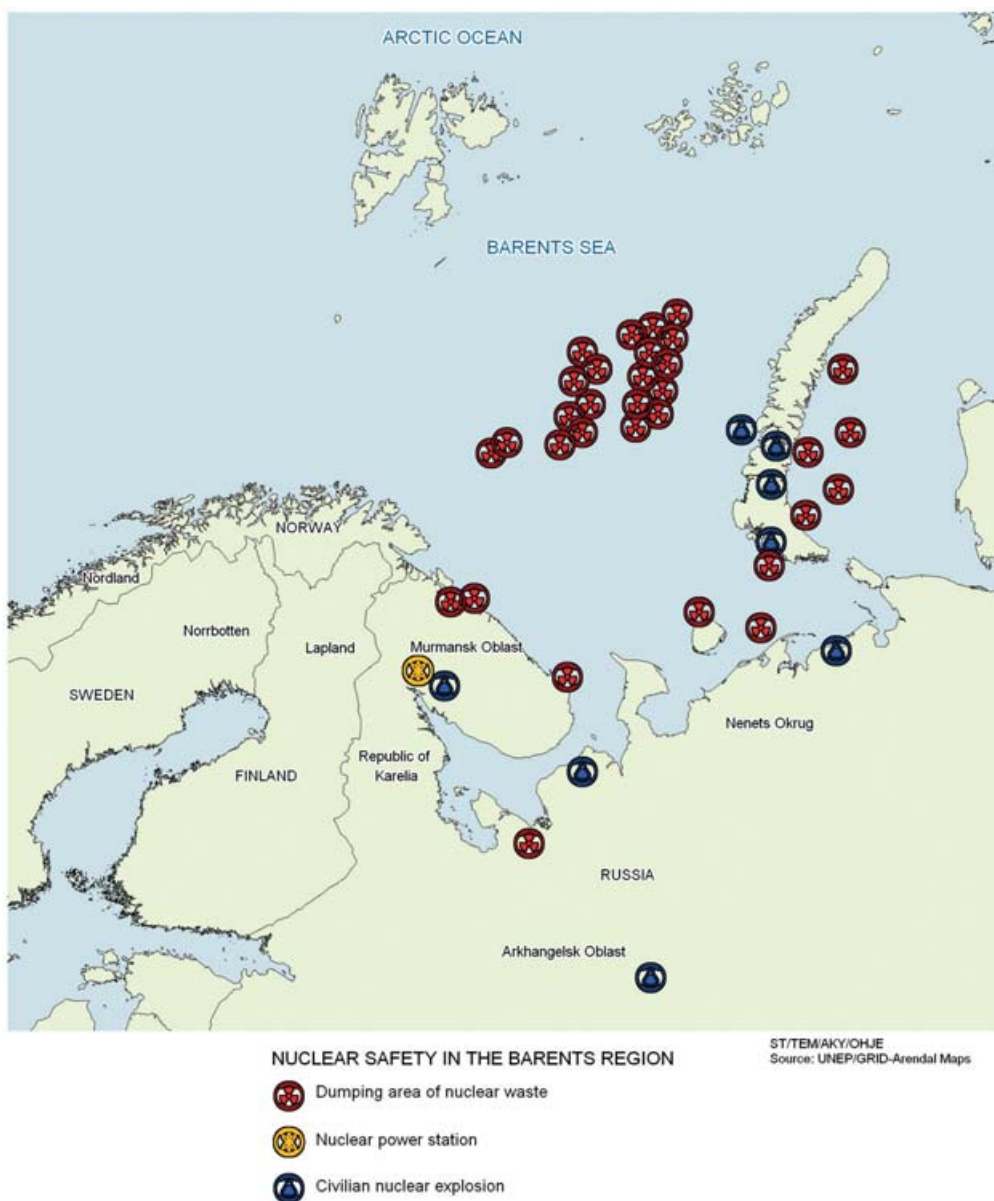 ARCTIC OCEAN
BARENTS SEA
NORWAY
Nordland
Norrbotten
Lapland
Murmansk Oblast
SWEDEN
Nenets Okrug
Republic of
Karelia
FINLAND
RUSSIA
Arkhangelsk Oblast
ST/TEM/AKY/OHJE
Source: UNEP/GRID-Arendal Maps
NUCLEAR SAFETY IN THE BARENTS REGION
Dumping area of nuclear waste
Nuclear power station
Civilian nuclear explosion